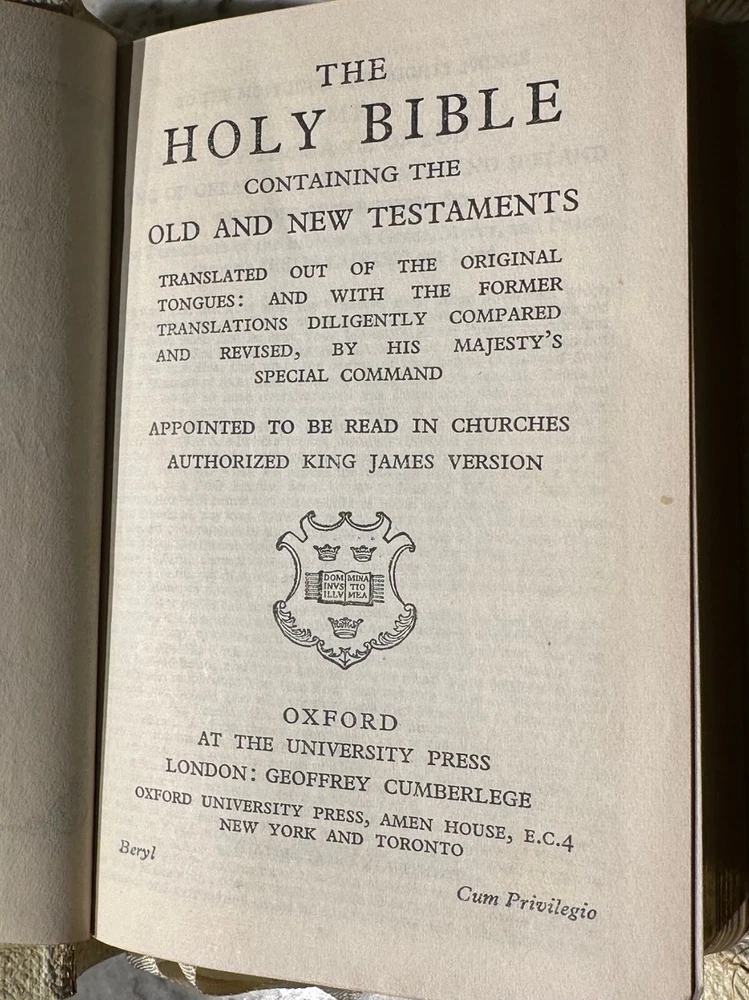 THE
HOLY BIBLE
CONTAINING THE
OLD AND NEW TESTAMENTS
TRANSLATED OUT OF THE ORIGINAL
TONGUES: AND WITH THE FORMER
TRANSLATIONS DILIGENTLY COMPARED
AND REVISED, BY HIS MAJESTY'S
SPECIAL COMMAND
APPOINTED TO BE READ IN CHURCHES
AUTHORIZED KING JAMES VERSION
DOM MINA
INVS TIO
ILLV MEA
OXFORD
AT THE UNIVERSITY PRESS
LONDON: GEOFFREY CUMBERLEGE
OXFORD UNIVERSITY PRESS, AMEN HOUSE, E.C.4
NEW YORK AND TORONTO
Beryl
Cum Privilegio